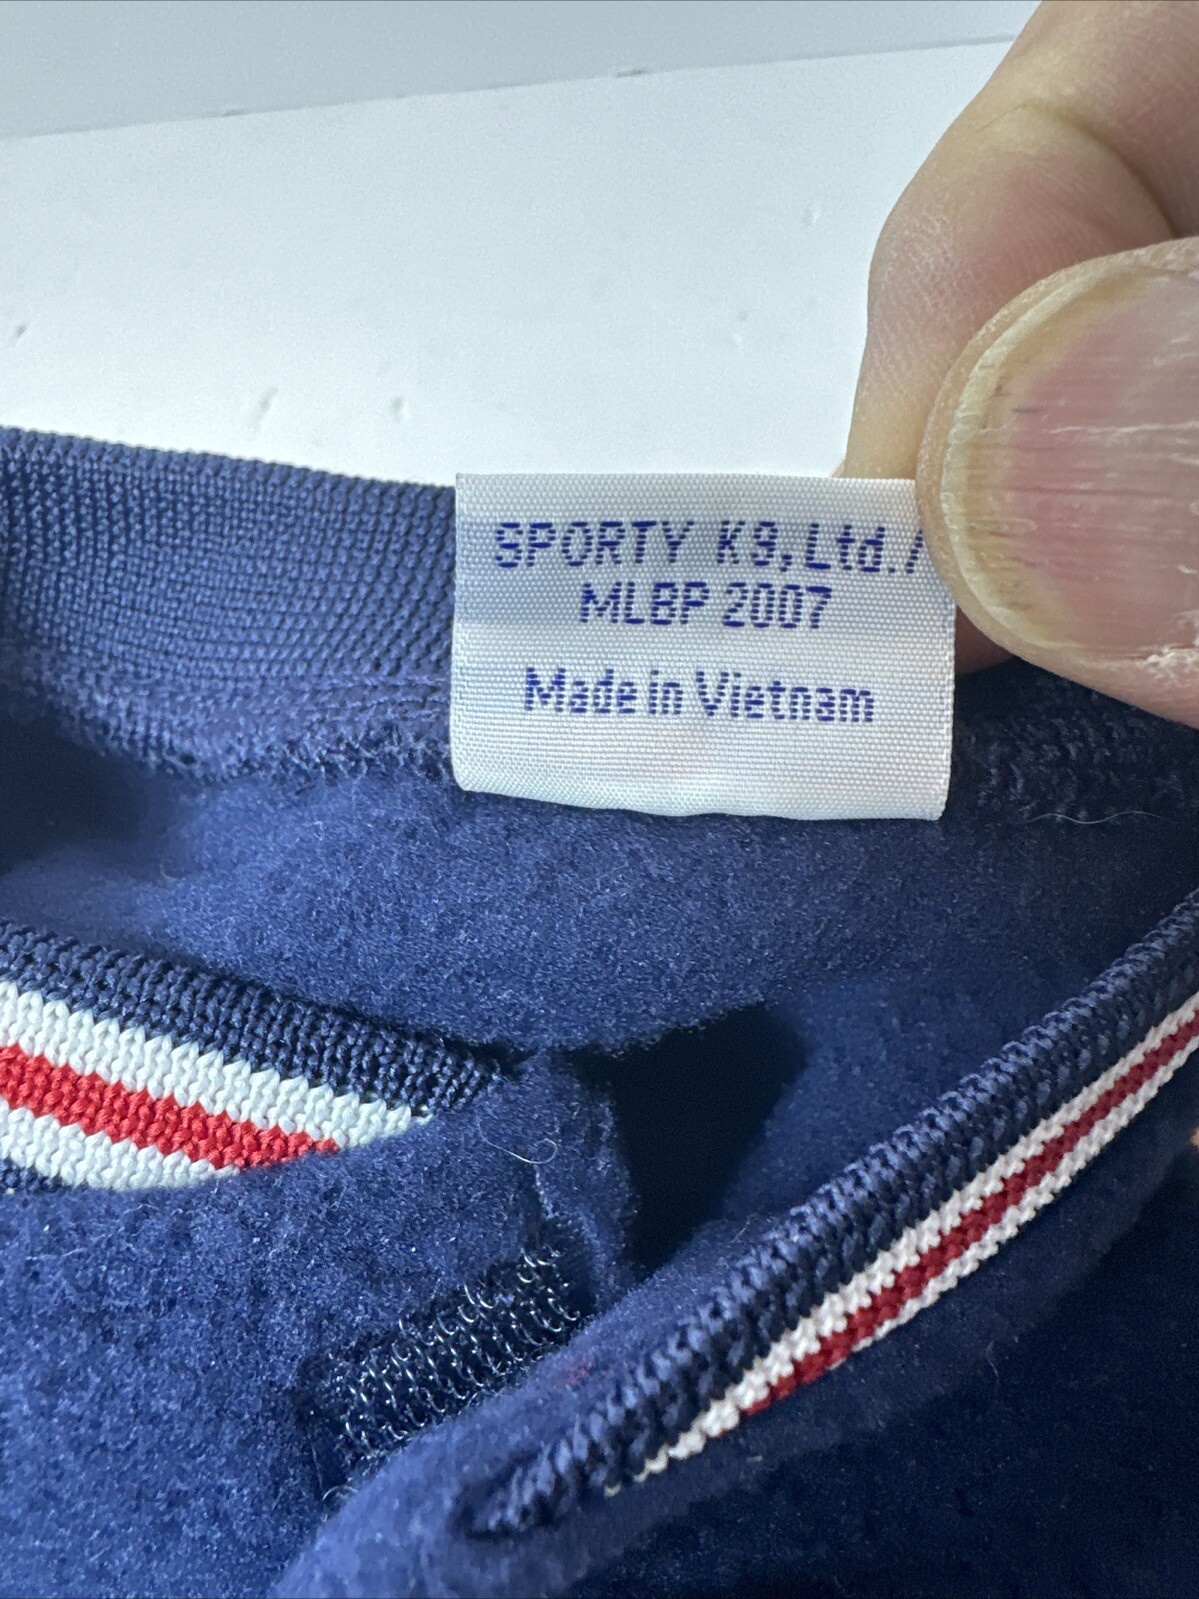 SPORTY K9, Ltd./
MLBP 2007
Made in Vietnam